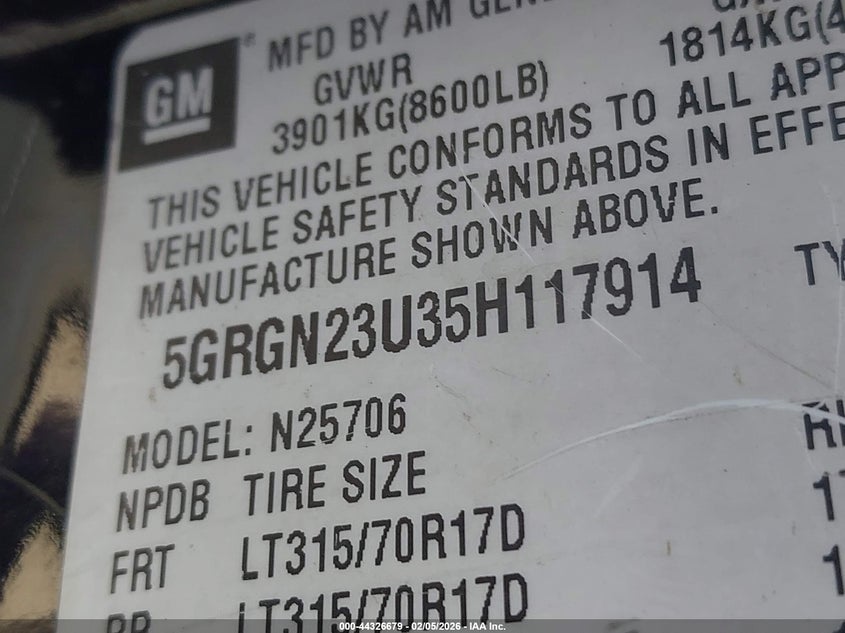 GM
®
MFD BY AM
GVWR
3901KG(8600LB)
1814KG(4
THIS VEHICLE CONFORMS TO ALL APP
VEHICLE SAFETY STANDARDS IN EFFE
MANUFACTURE SHOWN ABOVE.
5GRGN23U35H117914
TY
MODEL: N25706
NPDB TIRE SIZE
FRT LT315/70R17D
RR LT315/70R17D
000-44326679 - 02/05/2026 - IAA Inc.